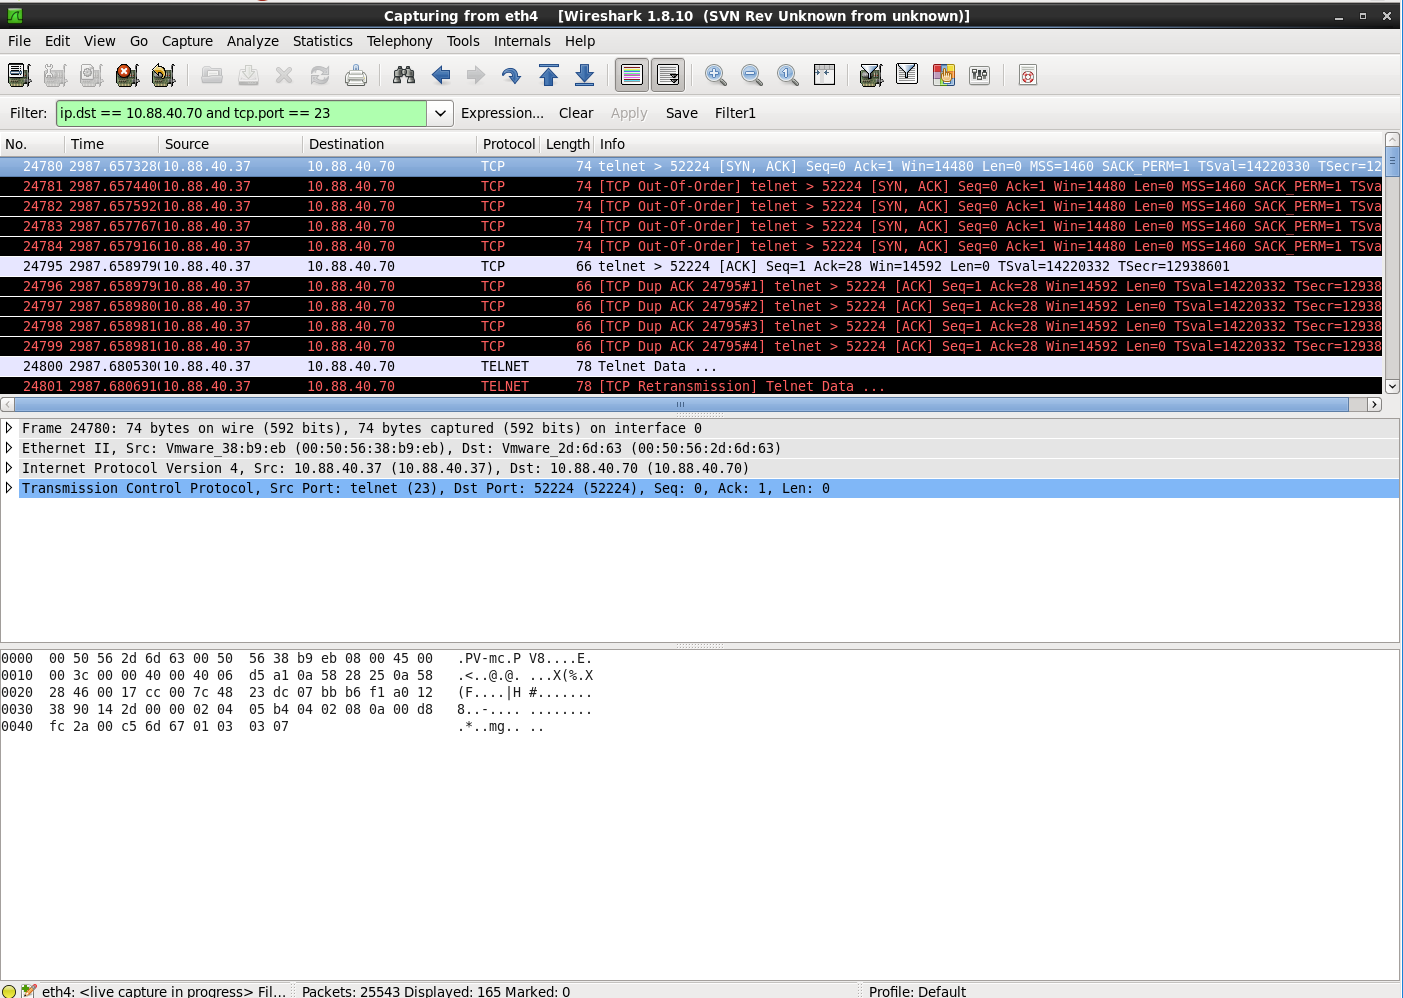 Capturing from eth4    [Wireshark 1.8.10  (SVN Rev Unknown from unknown)]
File Edit View Go Capture Analyze Statistics Telephony Tools Internals Help
Filter: ip.dst == 10.88.40.70 and tcp.port == 23 Expression... Clear Apply Save Filter1
No. Time Source Destination Protocol Length Info
24780 2987.657328( 10.88.40.37 10.88.40.70 TCP 74 telnet > 52224 [SYN, ACK] Seq=0 Ack=1 Win=14480 Len=0 MSS=1460 SACK_PERM=1 TSval=14220330 TSecr=12
24781 2987.657440( 10.88.40.37 10.88.40.70 TCP 74 [TCP Out-Of-Order] telnet > 52224 [SYN, ACK] Seq=0 Ack=1 Win=14480 Len=0 MSS=1460 SACK_PERM=1 TSva
24782 2987.657592( 10.88.40.37 10.88.40.70 TCP 74 [TCP Out-Of-Order] telnet > 52224 [SYN, ACK] Seq=0 Ack=1 Win=14480 Len=0 MSS=1460 SACK_PERM=1 TSva
24783 2987.657767( 10.88.40.37 10.88.40.70 TCP 74 [TCP Out-Of-Order] telnet > 52224 [SYN, ACK] Seq=0 Ack=1 Win=14480 Len=0 MSS=1460 SACK_PERM=1 TSva
24784 2987.657916( 10.88.40.37 10.88.40.70 TCP 74 [TCP Out-Of-Order] telnet > 52224 [SYN, ACK] Seq=0 Ack=1 Win=14480 Len=0 MSS=1460 SACK_PERM=1 TSva
24795 2987.658979( 10.88.40.37 10.88.40.70 TCP 66 telnet > 52224 [ACK] Seq=1 Ack=28 Win=14592 Len=0 TSval=14220332 TSecr=12938601
24796 2987.658979( 10.88.40.37 10.88.40.70 TCP 66 [TCP Dup ACK 24795#1] telnet > 52224 [ACK] Seq=1 Ack=28 Win=14592 Len=0 TSval=14220332 TSecr=12938
24797 2987.658980( 10.88.40.37 10.88.40.70 TCP 66 [TCP Dup ACK 24795#2] telnet > 52224 [ACK] Seq=1 Ack=28 Win=14592 Len=0 TSval=14220332 TSecr=12938
24798 2987.658981( 10.88.40.37 10.88.40.70 TCP 66 [TCP Dup ACK 24795#3] telnet > 52224 [ACK] Seq=1 Ack=28 Win=14592 Len=0 TSval=14220332 TSecr=12938
24799 2987.658981( 10.88.40.37 10.88.40.70 TCP 66 [TCP Dup ACK 24795#4] telnet > 52224 [ACK] Seq=1 Ack=28 Win=14592 Len=0 TSval=14220332 TSecr=12938
24800 2987.680530( 10.88.40.37 10.88.40.70 TELNET 78 Telnet Data ...
24801 2987.680691( 10.88.40.37 10.88.40.70 TELNET 78 [TCP Retransmission] Telnet Data ...
Frame 24780: 74 bytes on wire (592 bits), 74 bytes captured (592 bits) on interface 0
Ethernet II, Src: Vmware_38:b9:eb (00:50:56:38:b9:eb), Dst: Vmware_2d:6d:63 (00:50:56:2d:6d:63)
Internet Protocol Version 4, Src: 10.88.40.37 (10.88.40.37), Dst: 10.88.40.70 (10.88.40.70)
Transmission Control Protocol, Src Port: telnet (23), Dst Port: 52224 (52224), Seq: 0, Ack: 1, Len: 0
0000  00 50 56 2d 6d 63 00 50  56 38 b9 eb 08 00 45 00   .PV-mc.P V8....E.
0010  00 3c 00 00 40 00 40 06  d5 a1 0a 58 28 25 0a 58   .<..@.@. ...X(%.X
0020  28 46 00 17 cc 00 7c 48  23 dc 07 bb b6 f1 a0 12   (F....|H #.......
0030  38 90 14 2d 00 00 02 04  05 b4 04 02 08 0a 00 d8   8..-.... ........
0040  fc 2a 00 c5 6d 67 01 03  03 07   .*..mg.. ..
eth4: <live capture in progress> Fil... Packets: 25543 Displayed: 165 Marked: 0 Profile: Default